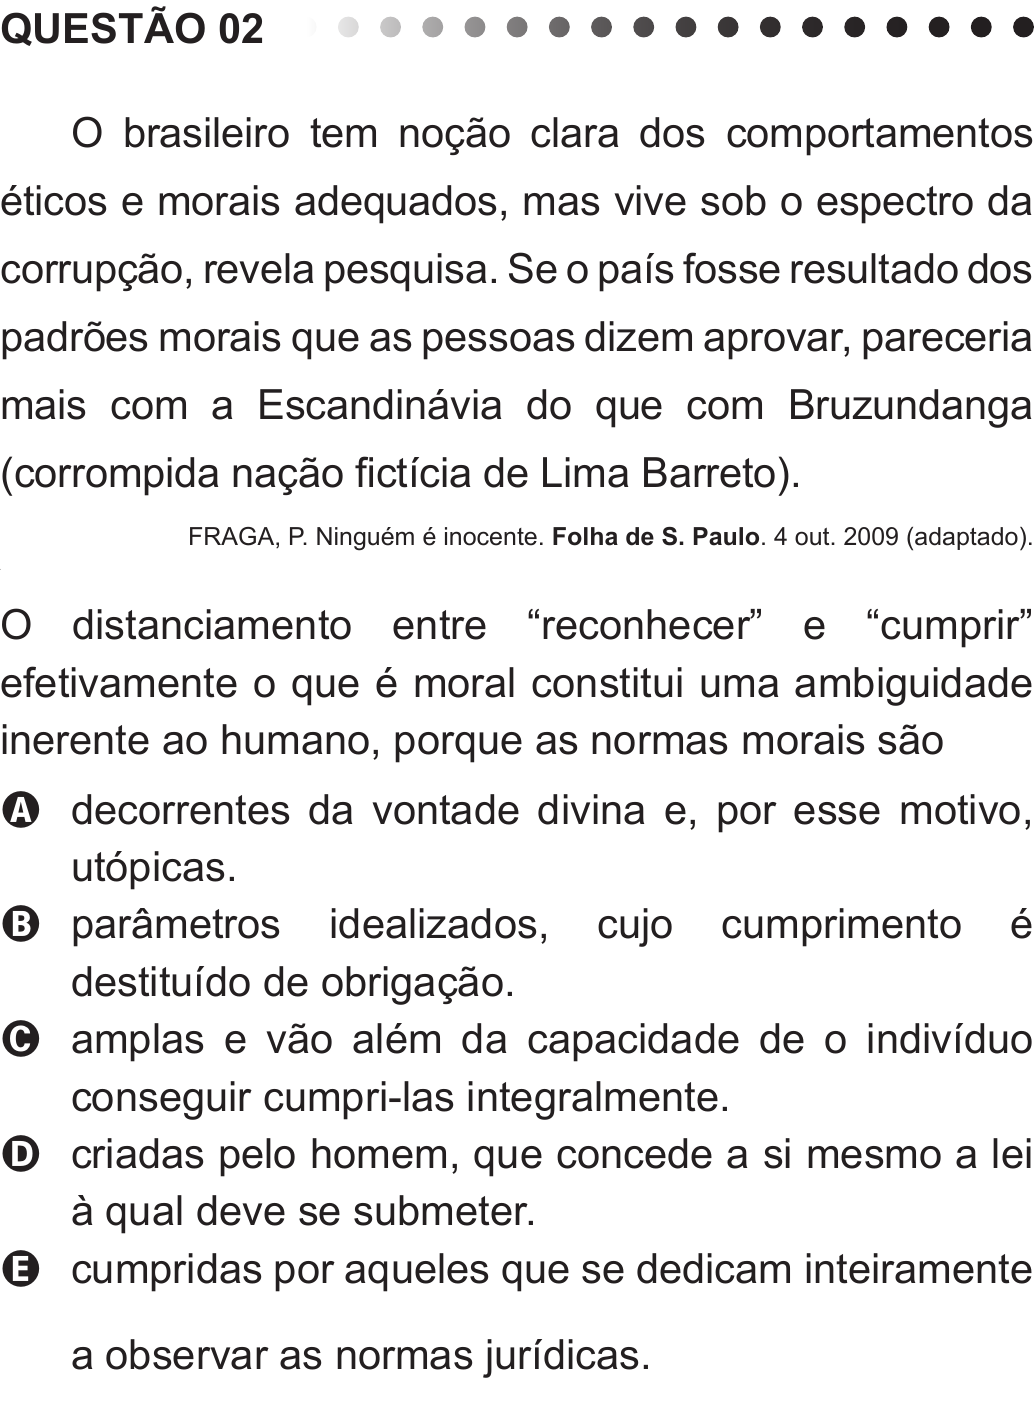 QUESTÃO 02
O brasileiro tem noção clara dos comportamentos
éticos e morais adequados, mas vive sob o espectro da
corrupção, revela pesquisa. Se o país fosse resultado dos
padrões morais que as pessoas dizem aprovar, pareceria
mais com a Escandinávia do que com Bruzundanga
(corrompida nação fictícia de Lima Barreto).
FRAGA, P. Ninguém é inocente. Folha de S. Paulo. 4 out. 2009 (adaptado).
O distanciamento entre “reconhecer” e “cumprir”
efetivamente o que é moral constitui uma ambiguidade
inerente ao humano, porque as normas morais são
A decorrentes da vontade divina e, por esse motivo,
utópicas.
B parâmetros idealizados, cujo cumprimento é
destituído de obrigação.
C amplas e vão além da capacidade de o indivíduo
conseguir cumpri-las integralmente.
D criadas pelo homem, que concede a si mesmo a lei
à qual deve se submeter.
E cumpridas por aqueles que se dedicam inteiramente
a observar as normas jurídicas.